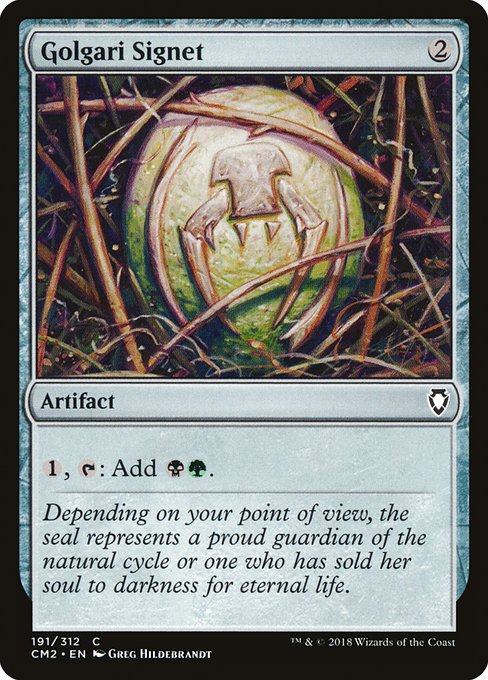 Golgari Signet 2
Artifact
1, : Add .
Depending on your point of view, the
seal represents a proud guardian of the
natural cycle or one who has sold her
soul to darkness for eternal life.
191/312 C
CM2 • EN Greg Hildebrandt
™ & © 2018 Wizards of the Coast